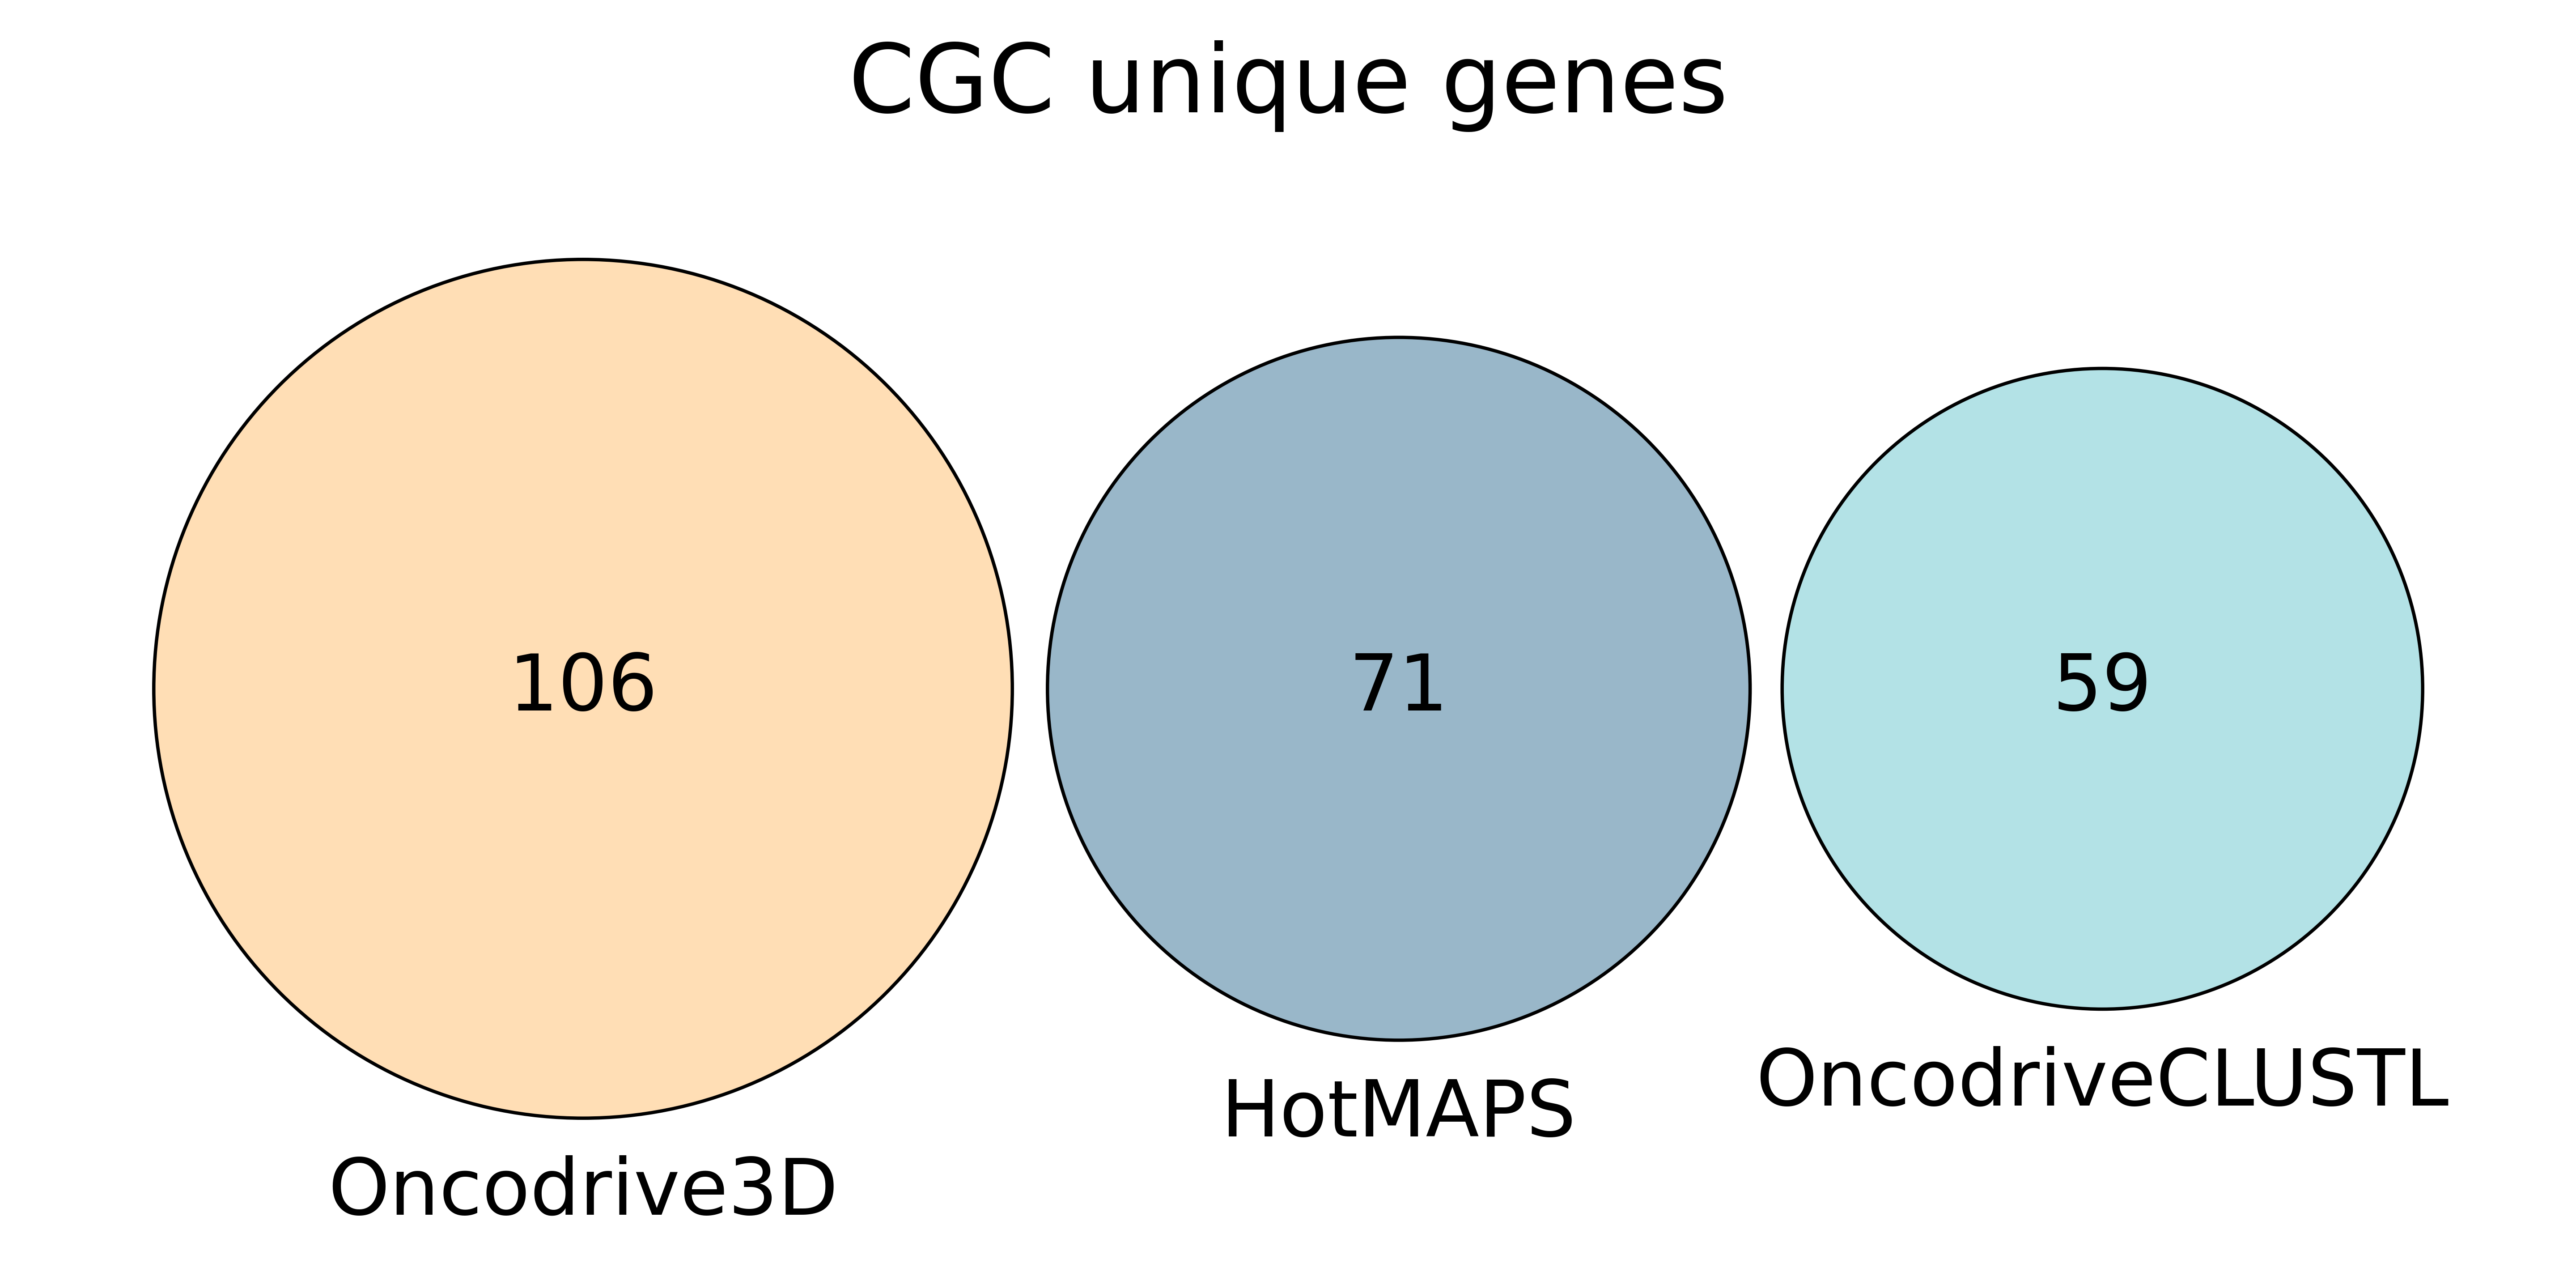 CGC unique genes
106
71
59
Oncodrive3D
HotMAPS
OncodriveCLUSTL